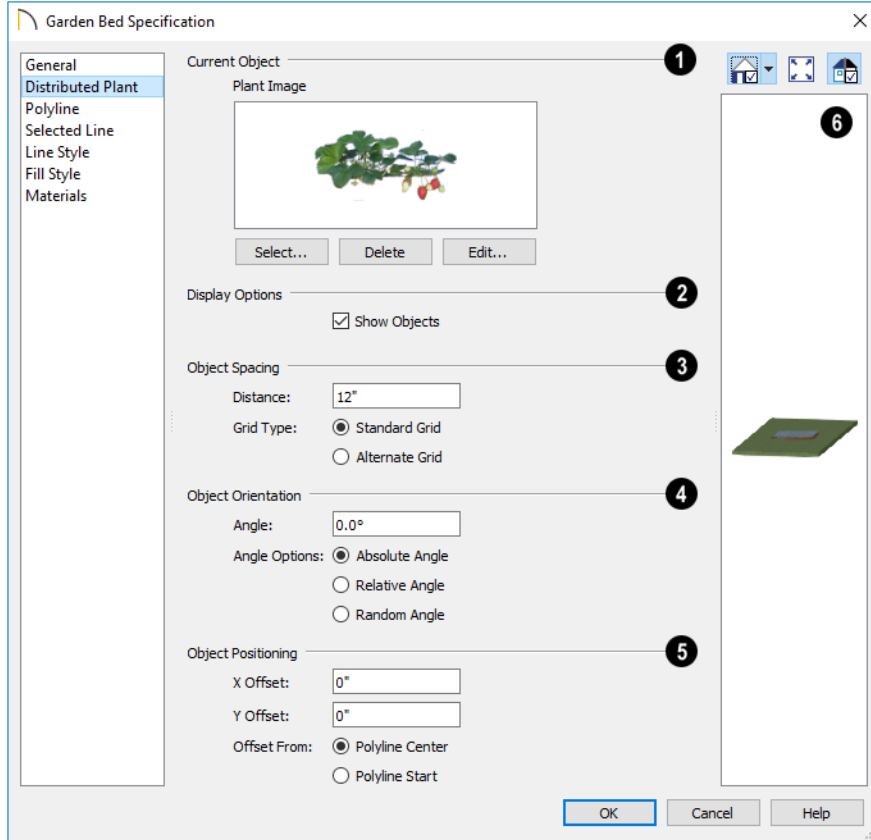 Garden Bed Specification
General
Distributed Plant
Polyline
Selected Line
Line Style
Fill Style
Materials
Current Object
1
Plant Image
Select...
Delete
Edit...
Display Options
2
Show Objects
Object Spacing
3
Distance:
12"
Grid Type:
Standard Grid
Alternate Grid
Object Orientation
4
Angle:
0.0°
Angle Options:
Absolute Angle
Relative Angle
Random Angle
Object Positioning
5
X Offset:
0"
Y Offset:
0"
Offset From:
Polyline Center
Polyline Start
6
OK
Cancel
Help